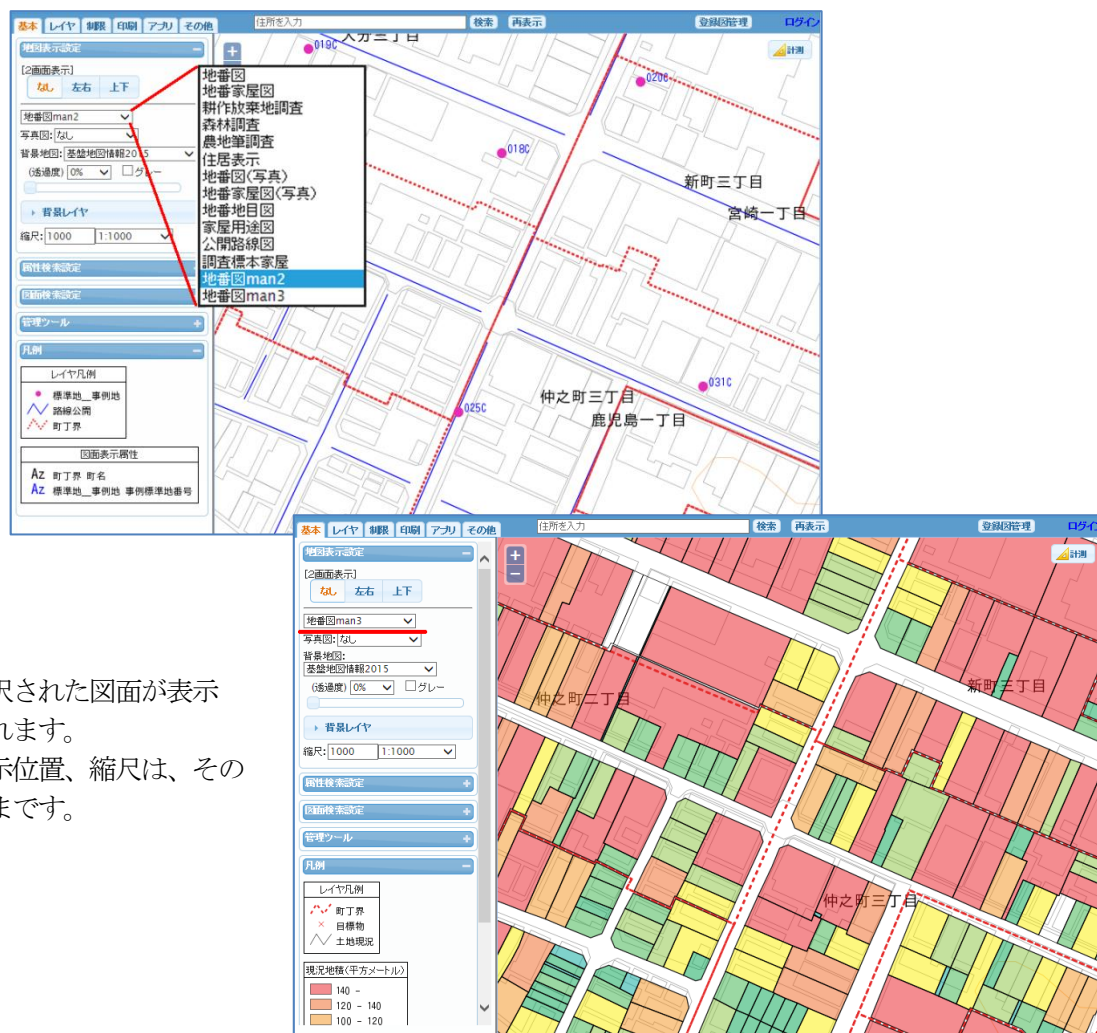 基本 レイヤ 制限 印刷 アプリ その他 住所を入力 検索 再表示 登録図管理 ログイン
地図表示設定
[2画面表示]
なし 左右 上下
地番図man2
写真図: なし
背景地図: 基盤地図情報2015
(透過度) 0% グレー
背景レイヤ
縮尺: 1000 1:1000
属性検索設定
図面検索設定
管理ツール
凡例
レイヤ凡例
標準地__事例地
路線公開
町丁界
図面表示属性
Az 町丁界 町名
Az 標準地__事例地 事例標準地番号
地番図
地番家屋図
耕作放棄地調査
森林調査
農地筆調査
住居表示
地番図(写真)
地番家屋図(写真)
地番地目図
家屋用途図
公開路線図
調査標本家屋
地番図man2
地番図man3
計測
019C
大分三丁目
020C
018C
新町三丁目
宮崎一丁目
031C
仲之町三丁目
025C
鹿児島一丁目
択された図面が表示
れます。
示位置、縮尺は、その
まです。
基本 レイヤ 制限 印刷 アプリ その他 住所を入力 検索 再表示 登録図管理 ログイン
地図表示設定
[2画面表示]
なし 左右 上下
地番図man3
写真図: なし
背景地図:
基盤地図情報2015
(透過度) 0% グレー
背景レイヤ
縮尺: 1000 1:1000
属性検索設定
図面検索設定
管理ツール
凡例
レイヤ凡例
町丁界
目標物
土地現況
現況地積(平方メートル)
140 -
120 - 140
100 - 120
計測
仲之町二丁目
新町三丁目
仲之町三丁目